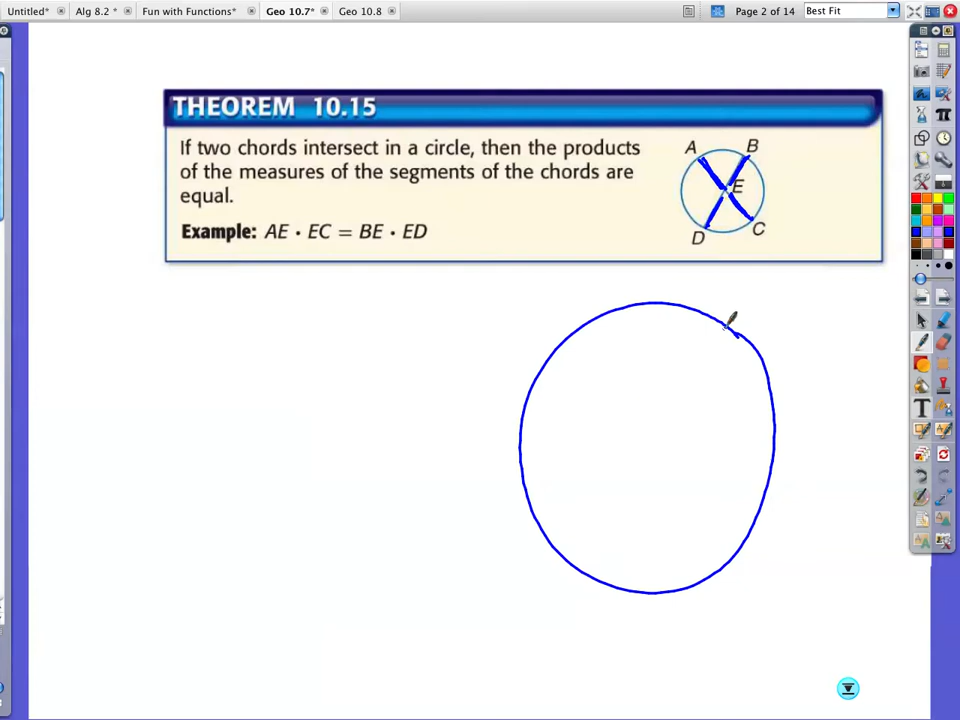 Untitled* Alg 8.2 * Fun with Functions* Geo 10.7* Geo 10.8 Page 2 of 14 Best Fit
THEOREM 10.15
If two chords intersect in a circle, then the products
of the measures of the segments of the chords are
equal.
Example: AE • EC = BE • ED
A B
E
D C
T